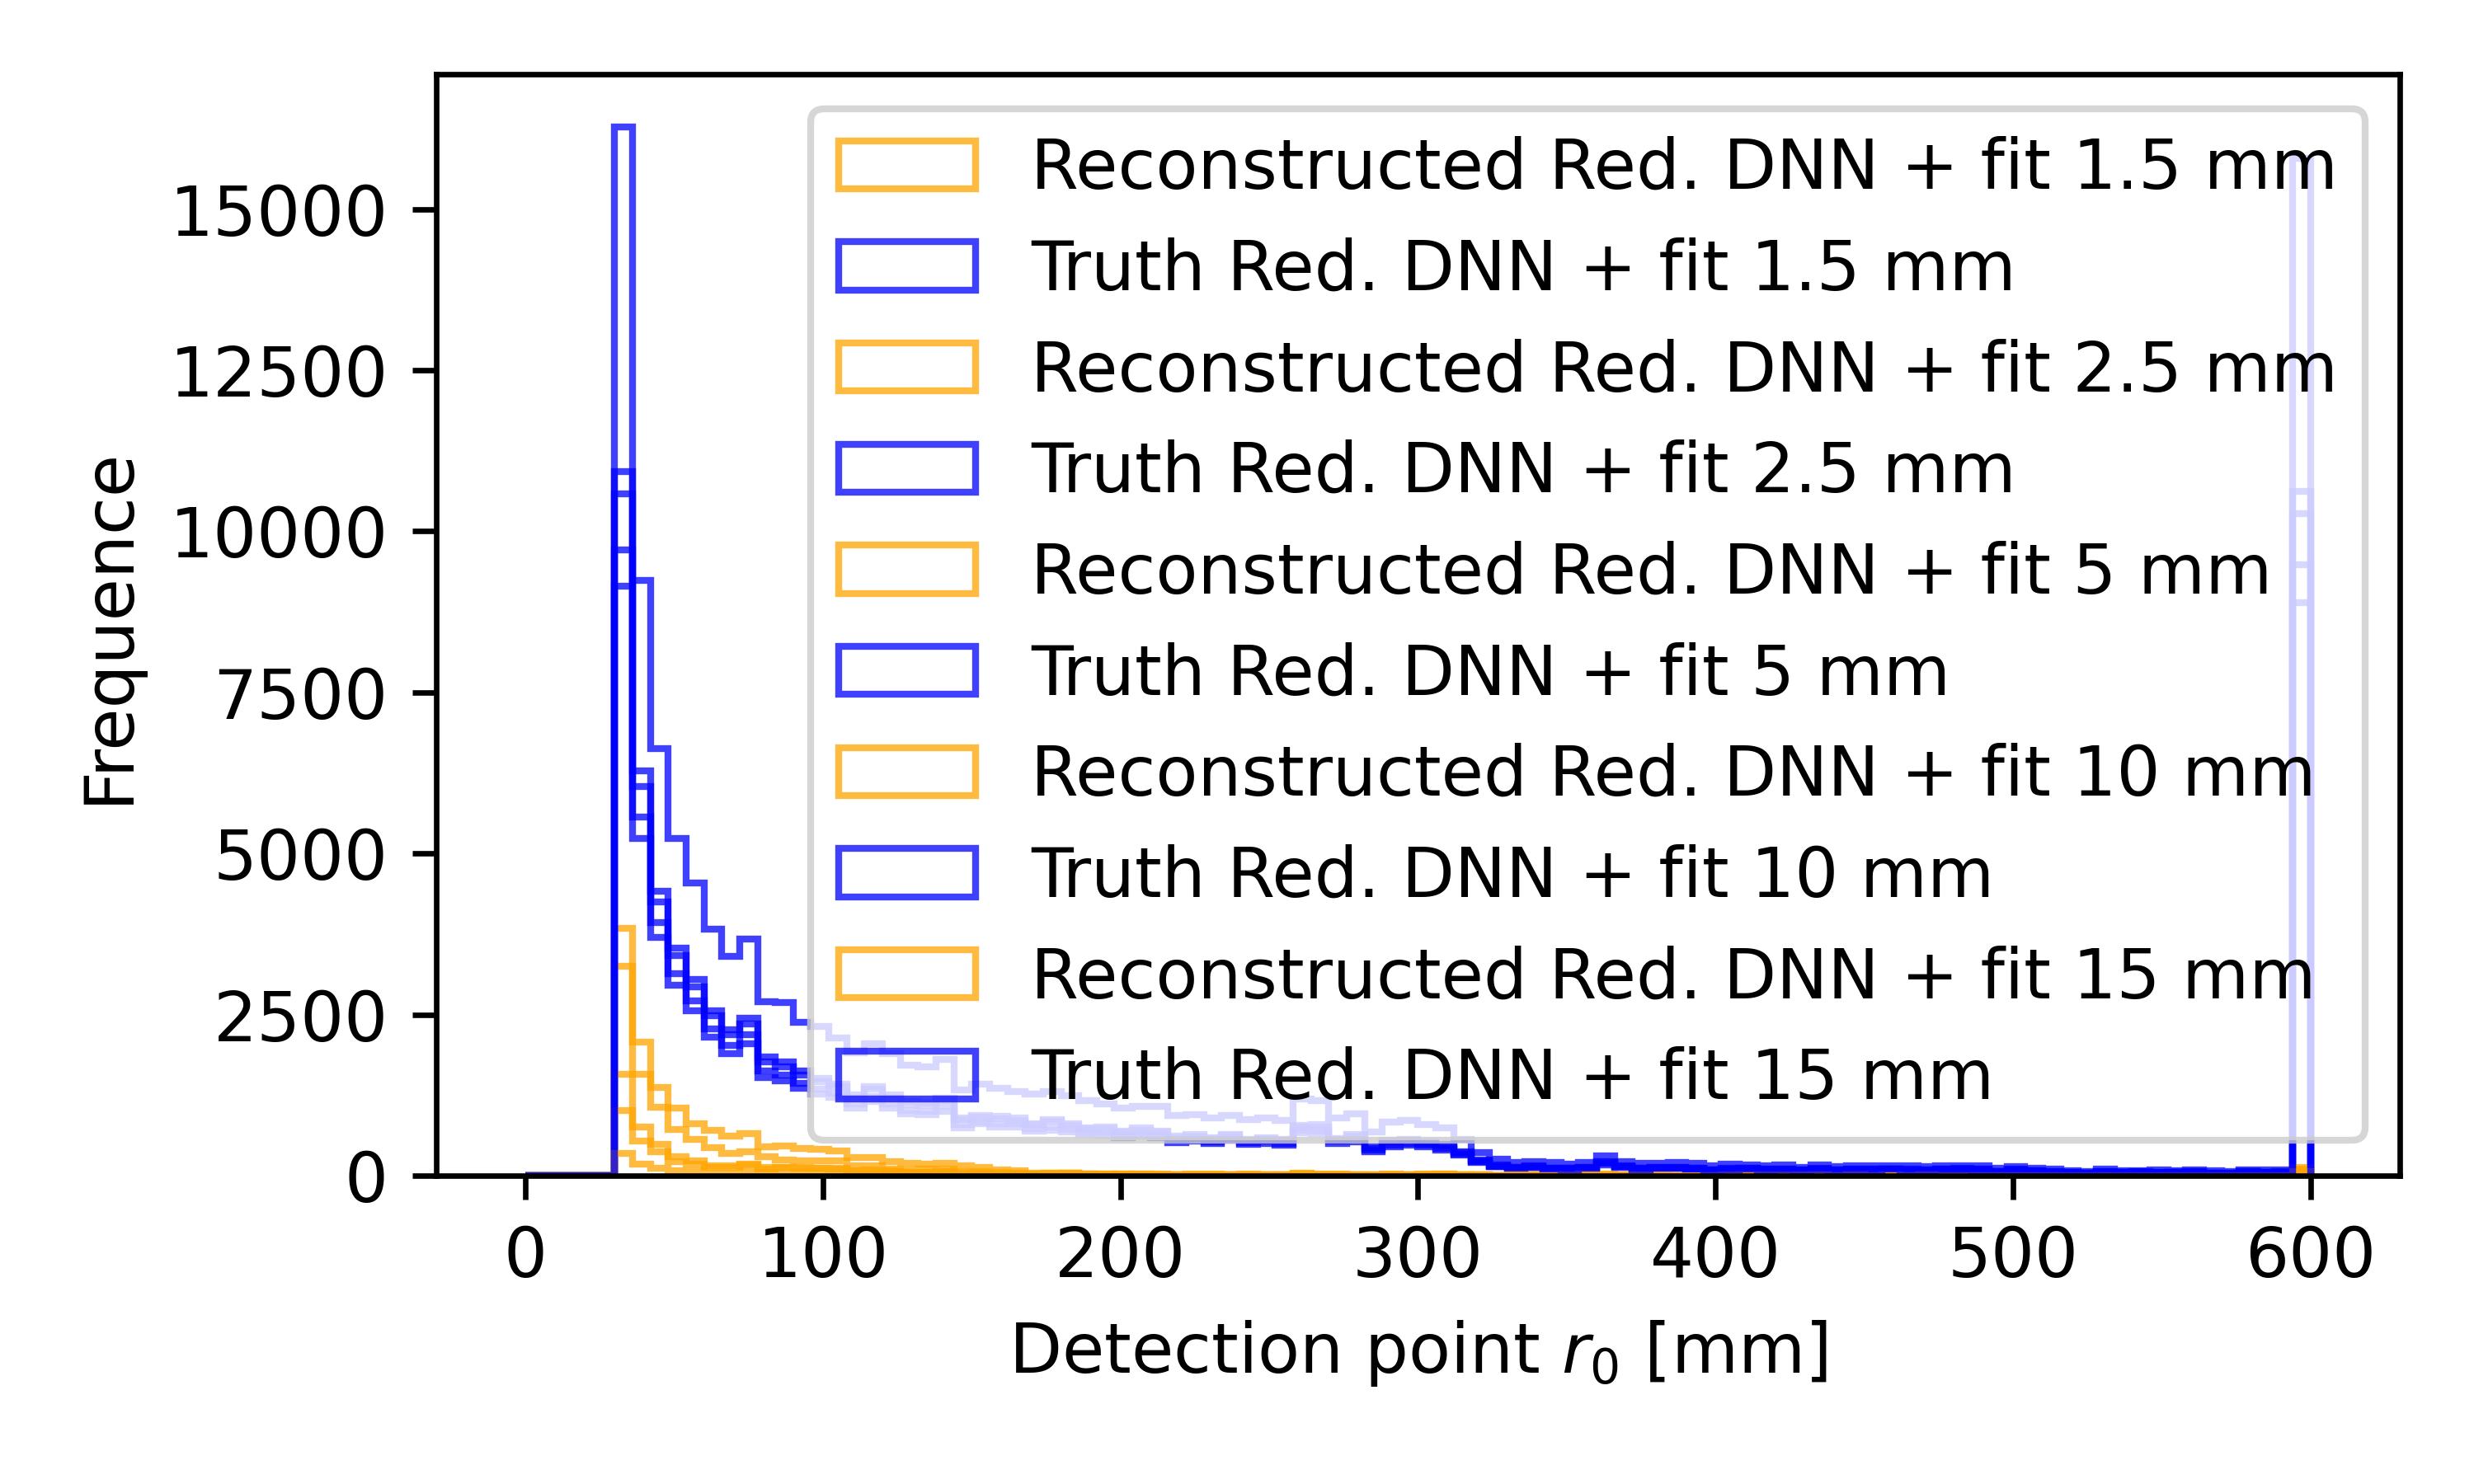 Reconstructed Red. DNN + fit 1.5 mm
Truth Red. DNN + fit 1.5 mm
Reconstructed Red. DNN + fit 2.5 mm
Truth Red. DNN + fit 2.5 mm
Reconstructed Red. DNN + fit 5 mm
Truth Red. DNN + fit 5 mm
Reconstructed Red. DNN + fit 10 mm
Truth Red. DNN + fit 10 mm
Reconstructed Red. DNN + fit 15 mm
Truth Red. DNN + fit 15 mm
15000
12500
10000
7500
5000
2500
0
Frequence
0 100 200 300 400 500 600
Detection point r₀ [mm]